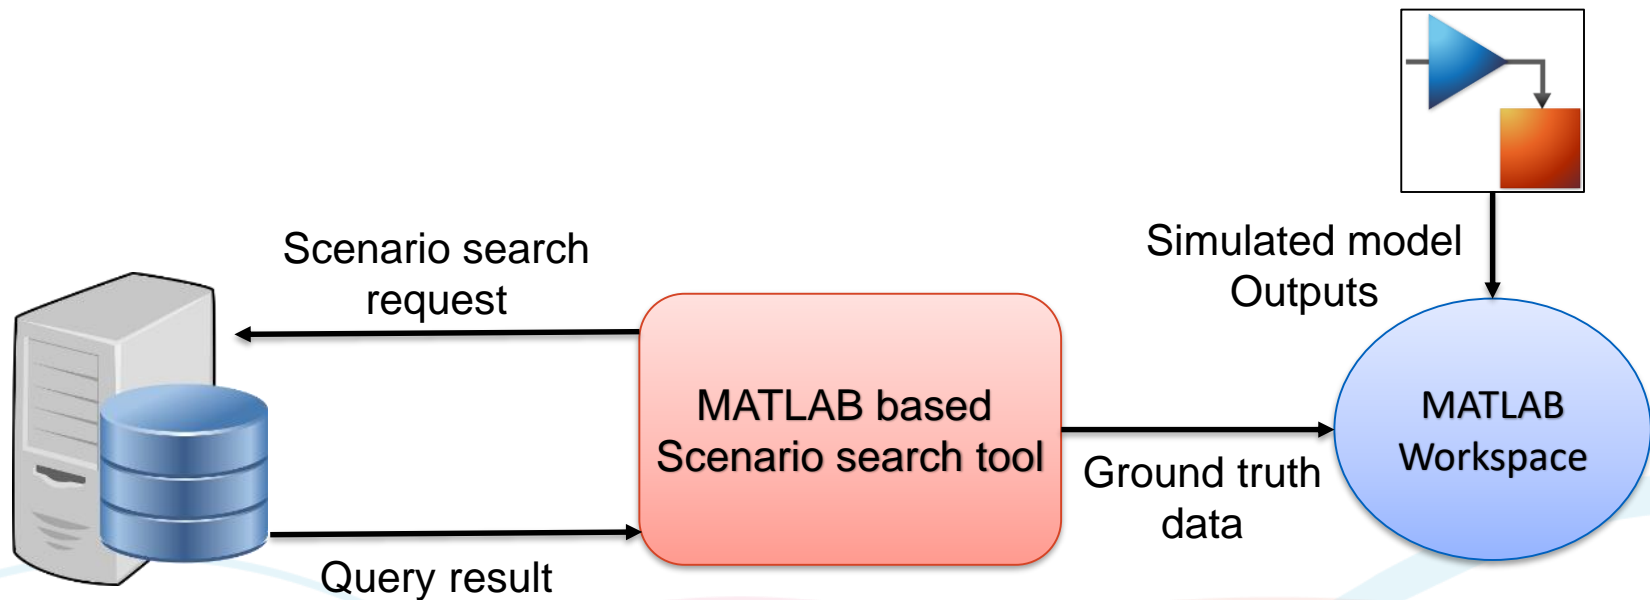 Scenario search
request
Simulated model
Outputs
MATLAB based
Scenario search tool
MATLAB
Workspace
Ground truth
data
Query result